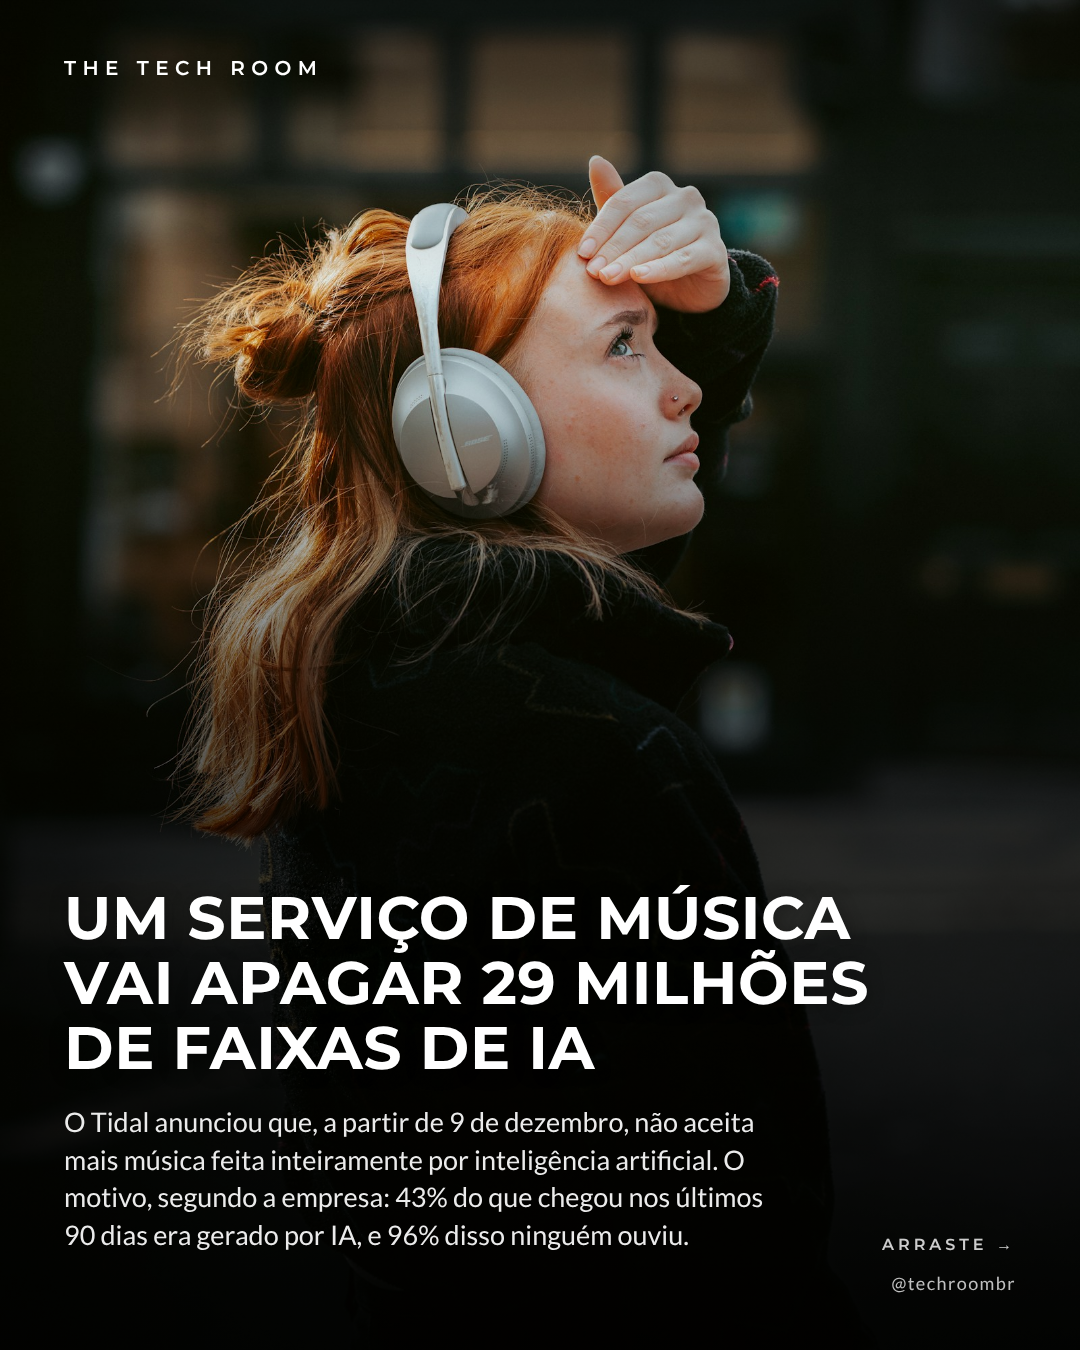 THE TECH ROOM
BOSE
UM SERVIÇO DE MÚSICA
VAI APAGAR 29 MILHÕES
DE FAIXAS DE IA
O Tidal anunciou que, a partir de 9 de dezembro, não aceita
mais música feita inteiramente por inteligência artificial. O
motivo, segundo a empresa: 43% do que chegou nos últimos
90 dias era gerado por IA, e 96% disso ninguém ouviu.
ARRASTE →
@techroombr